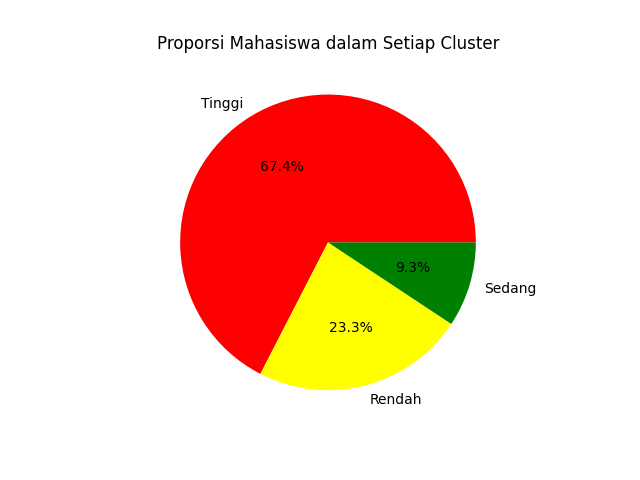 Proporsi Mahasiswa dalam Setiap Cluster
Tinggi
67.4%
9.3%
Sedang
23.3%
Rendah